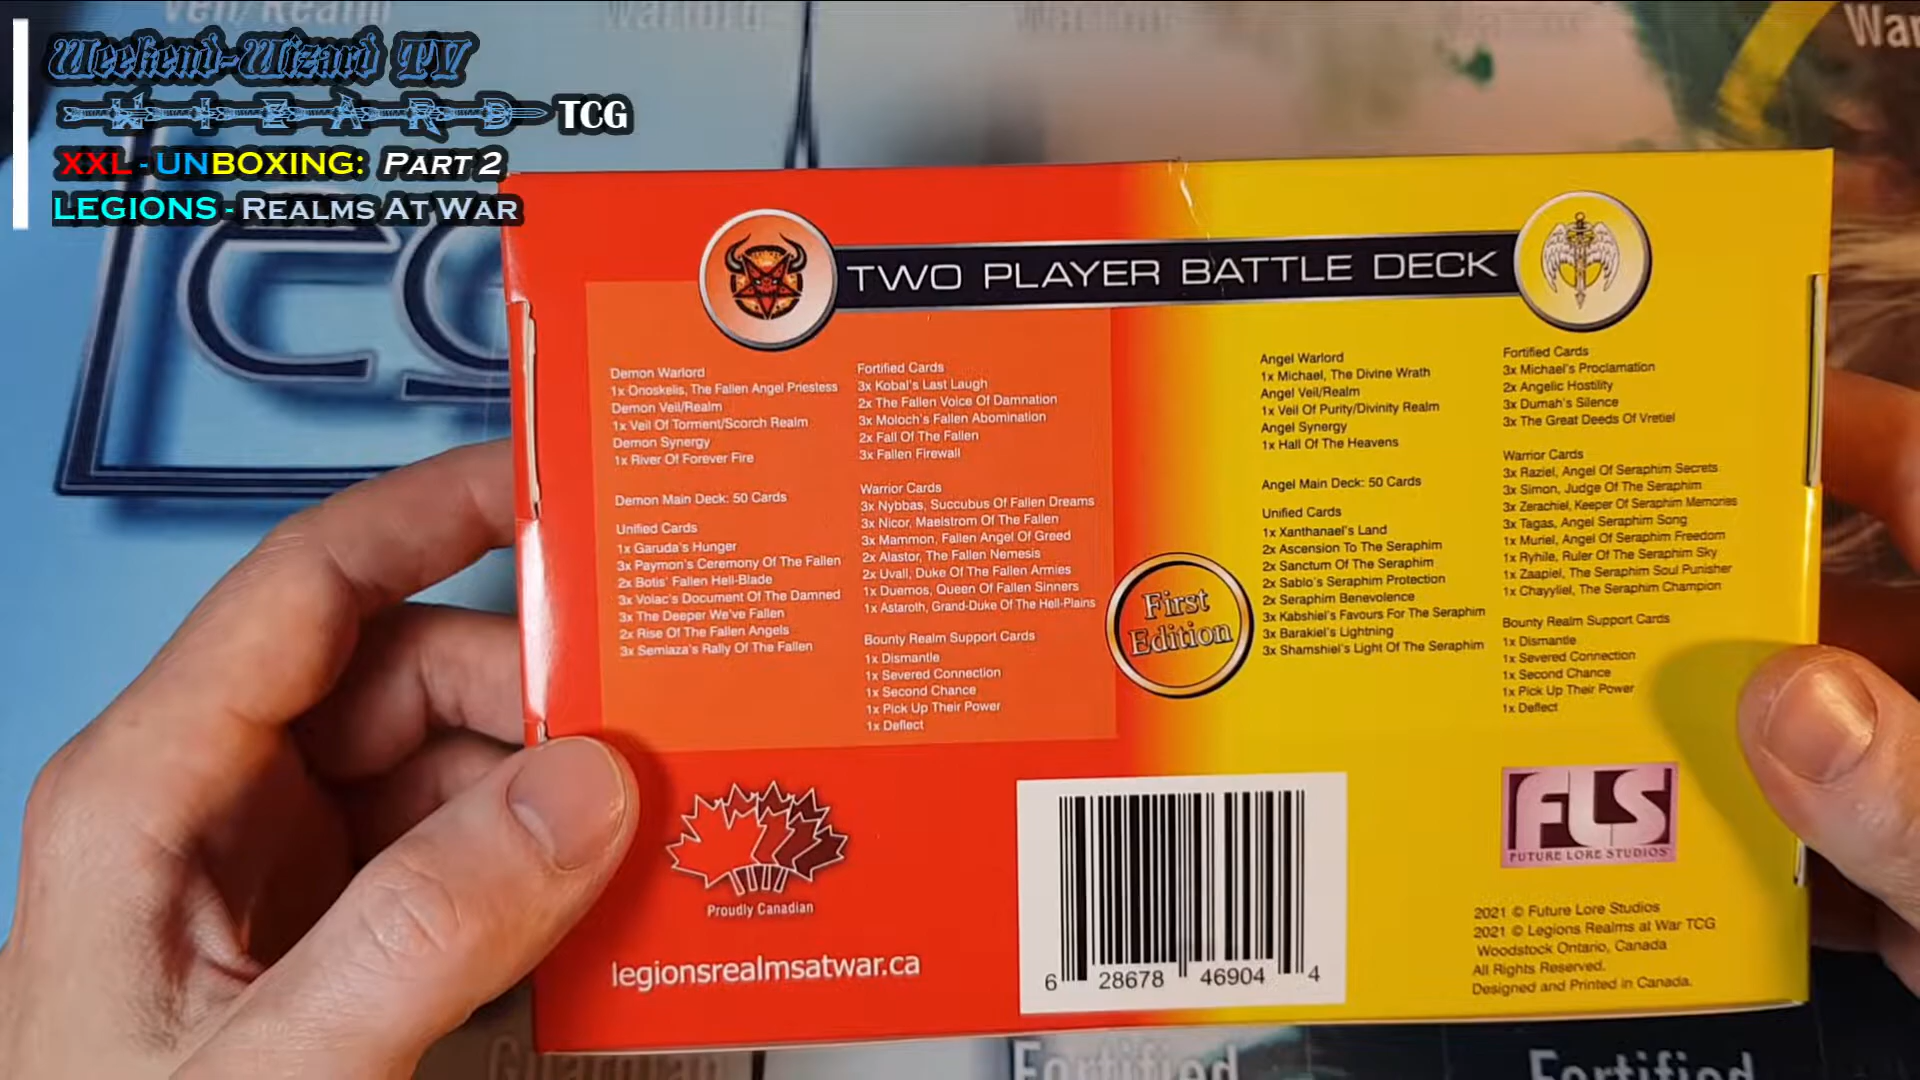 Veil/Realm
Warlord
Weekend-Wizard TV
WIZARD TCG
XXL - UNBOXING: PART 2
LEGIONS - REALMS AT WAR
TWO PLAYER BATTLE DECK
Demon Warlord
1x Onoskelis, The Fallen Angel Priestess
Demon Veil/Realm
1x Veil Of Torment/Scorch Realm
Demon Synergy
1x River Of Forever Fire
Demon Main Deck: 50 Cards
Unified Cards
1x Garuda's Hunger
3x Paymon's Ceremony Of The Fallen
2x Botis' Fallen Hell-Blade
3x Volac's Document Of The Damned
3x The Deeper We've Fallen
2x Rise Of The Fallen Angels
3x Semiaza's Rally Of The Fallen
Fortified Cards
3x Kobal's Last Laugh
2x The Fallen Voice Of Damnation
3x Moloch's Fallen Abomination
2x Fall Of The Fallen
3x Fallen Firewall
Warrior Cards
3x Nybbas, Succubus Of Fallen Dreams
3x Nicor, Maelstrom Of The Fallen
3x Mammon, Fallen Angel Of Greed
2x Alastor, The Fallen Nemesis
2x Uvall, Duke Of The Fallen Armies
1x Duemos, Queen Of Fallen Sinners
1x Astaroth, Grand-Duke Of The Hell-Plains
Bounty Realm Support Cards
1x Dismantle
1x Severed Connection
1x Second Chance
1x Pick Up Their Power
1x Deflect
First
Edition
Angel Warlord
1x Michael, The Divine Wrath
Angel Veil/Realm
1x Veil Of Purity/Divinity Realm
Angel Synergy
1x Hall Of The Heavens
Angel Main Deck: 50 Cards
Unified Cards
1x Xanthanael's Land
2x Ascension To The Seraphim
2x Sanctum Of The Seraphim
2x Sablo's Seraphim Protection
2x Seraphim Benevolence
3x Kabshiel's Favours For The Seraphim
3x Barakiel's Lightning
3x Shamshiel's Light Of The Seraphim
Fortified Cards
3x Michael's Proclamation
2x Angelic Hostility
3x Dumah's Silence
3x The Great Deeds Of Vretiel
Warrior Cards
3x Raziel, Angel Of Seraphim Secrets
3x Simon, Judge Of The Seraphim
3x Zerachiel, Keeper Of Seraphim Memories
3x Tagas, Angel Seraphim Song
1x Muriel, Angel Of Seraphim Freedom
1x Ryhile, Ruler Of The Seraphim Sky
1x Zaapiel, The Seraphim Soul Punisher
1x Chayyliel, The Seraphim Champion
Bounty Realm Support Cards
1x Dismantle
1x Severed Connection
1x Second Chance
1x Pick Up Their Power
1x Deflect
Proudly Canadian
legionsrealmsatwar.ca
6 28678 46904 4
FLS
FUTURE LORE STUDIOS
2021 © Future Lore Studios
2021 © Legions Realms at War TCG
Woodstock Ontario, Canada
All Rights Reserved.
Designed and Printed in Canada.
Guardian
Fortified
Fortified